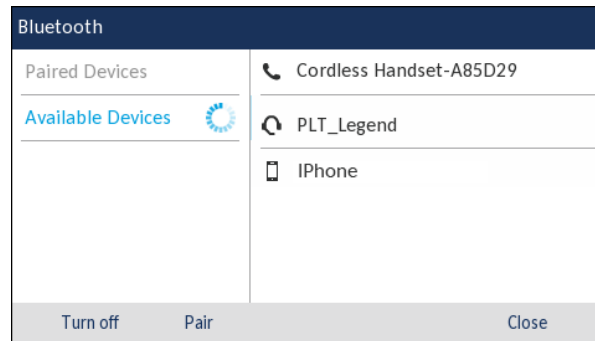 Bluetooth
Paired Devices
Available Devices
Cordless Handset-A85D29
PLT_Legend
IPhone
Turn off
Pair
Close